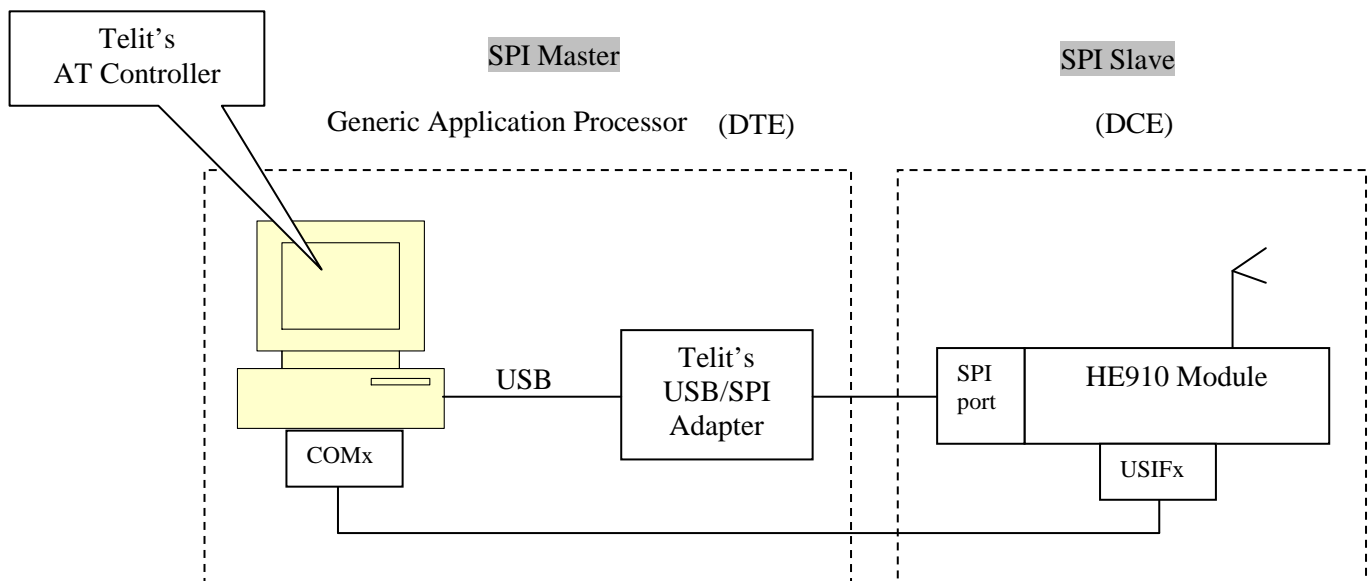 Telit’s
AT Controller
SPI Master
SPI Slave
Generic Application Processor (DTE)
(DCE)
USB
Telit’s
USB/SPI
Adapter
SPI
port
HE910 Module
COMx
USIFx